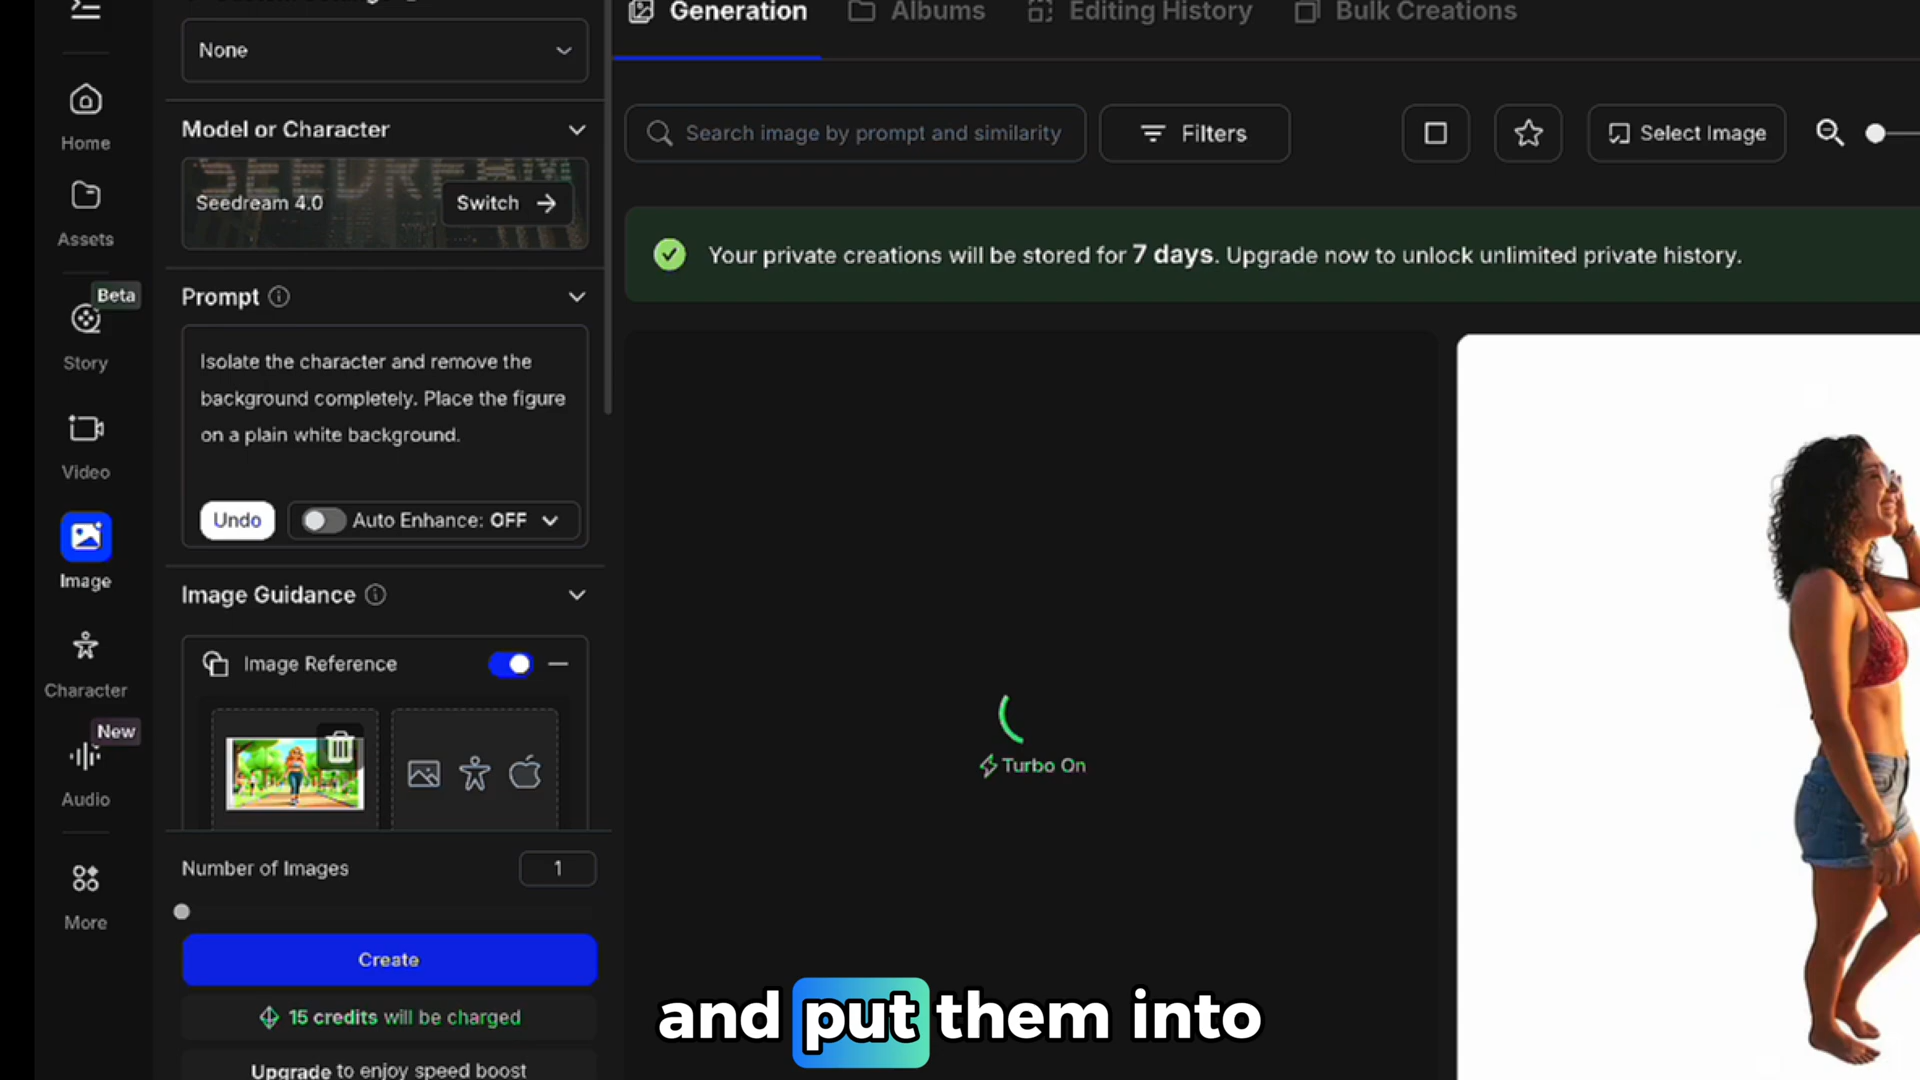 None
Generation
Albums
Editing History
Bulk Creations
Home
Assets
Beta
Story
Video
Image
Character
New
Audio
More
Model or Character
SEEDREAM
Seedream 4.0
Switch
Prompt
Isolate the character and remove the
background completely. Place the figure
on a plain white background.
Undo
Auto Enhance: OFF
Image Guidance
Image Reference
Number of Images
1
Create
15 credits will be charged
Upgrade to enjoy speed boost
Search image by prompt and similarity
Filters
Select Image
Your private creations will be stored for 7 days. Upgrade now to unlock unlimited private history.
Turbo On
and put them into